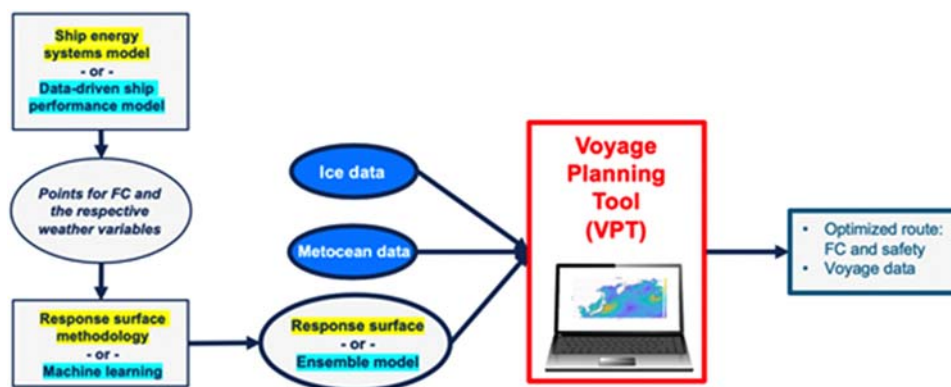 Ship energy
systems model
- or -
Data-driven ship
performance model
Points for FC and
the respective
weather variables
Response surface
methodology
- or -
Machine learning
Ice data
Metocean data
Response surface
- or -
Ensemble model
Voyage
Planning
Tool
(VPT)
• Optimized route:
FC and safety
• Voyage data